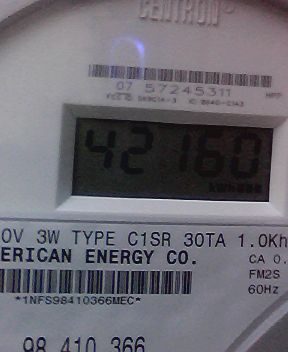 CENTRON®
07 57245311
42160
0V 3W TYPE C1SR 30TA 1.0Kh
ERICAN ENERGY CO.
CA 0.
FM2S
60Hz
*1NFS98410366MEC*
98 410 366